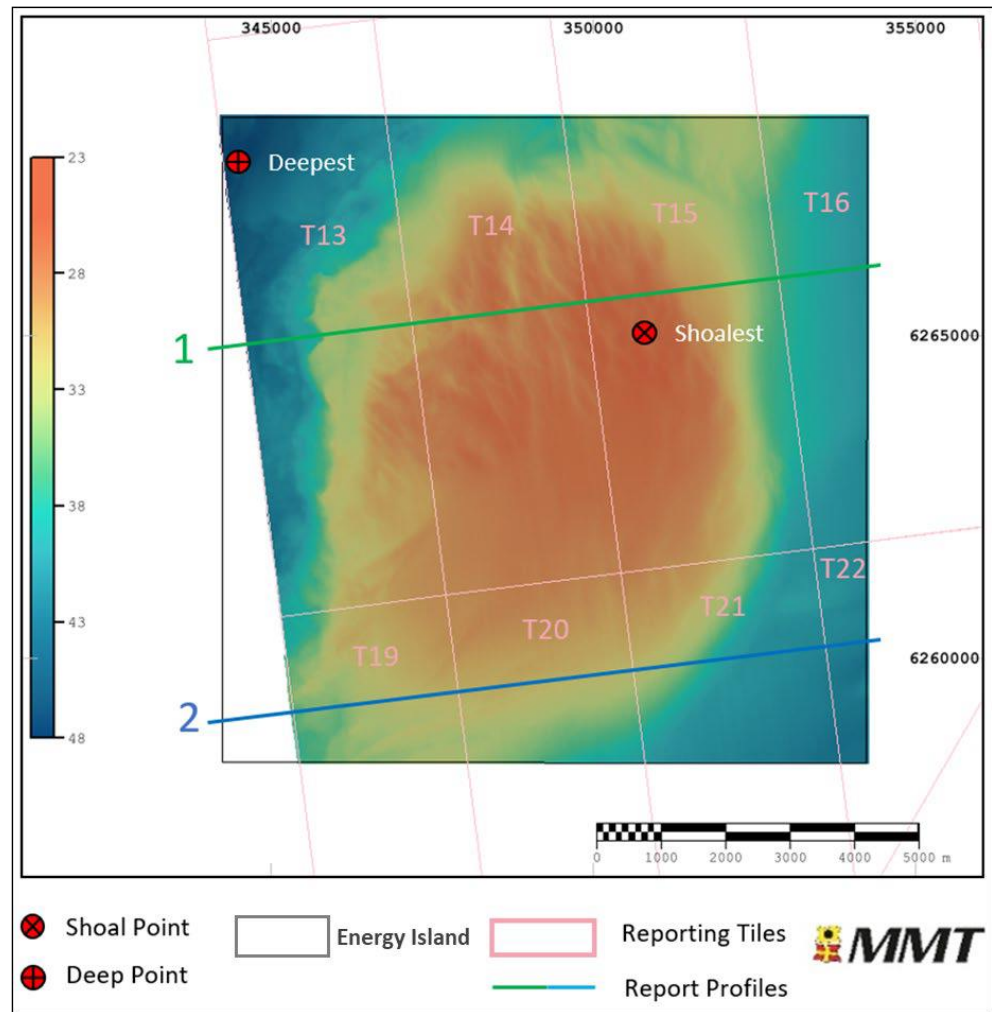 345000 350000 355000
23
28
33
38
43
48
Deepest
T13
T14
T15
T16
1
Shoalest
6265000
T22
T21
T20
T19
6260000
2
0 1000 2000 3000 4000 5000 m
Shoal Point
Energy Island
Reporting Tiles
MMT
Deep Point
Report Profiles